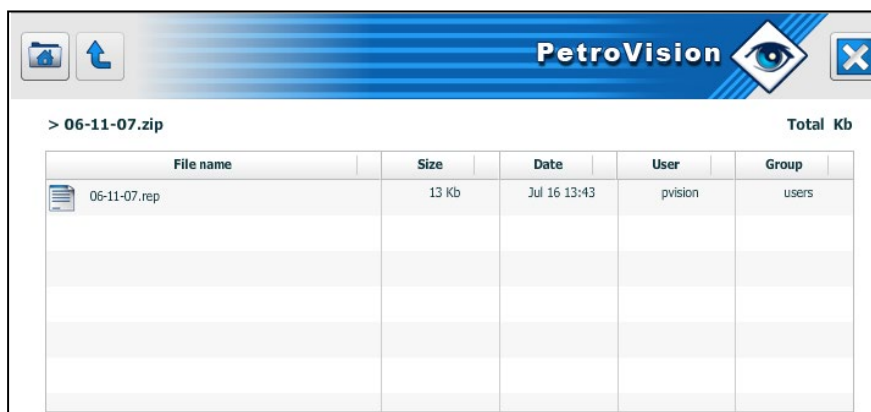 PetroVision
> 06-11-07.zip Total Kb
File name Size Date User Group
06-11-07.rep 13 Kb Jul 16 13:43 pvision users